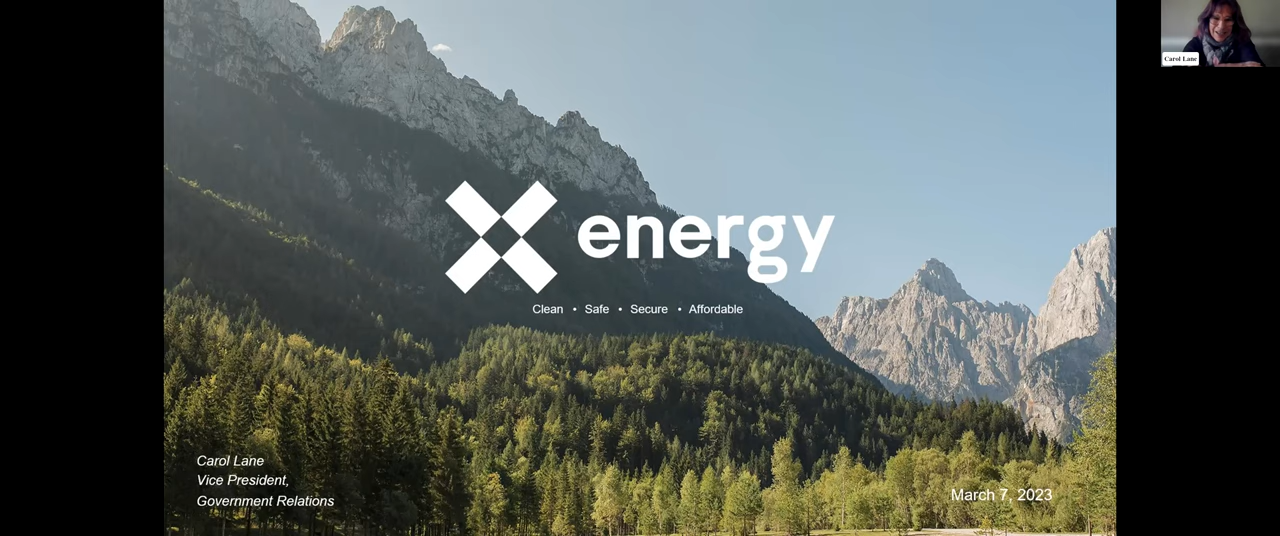 Carol Lane
energy
Clean • Safe • Secure • Affordable
Carol Lane
Vice President,
Government Relations
March 7, 2023